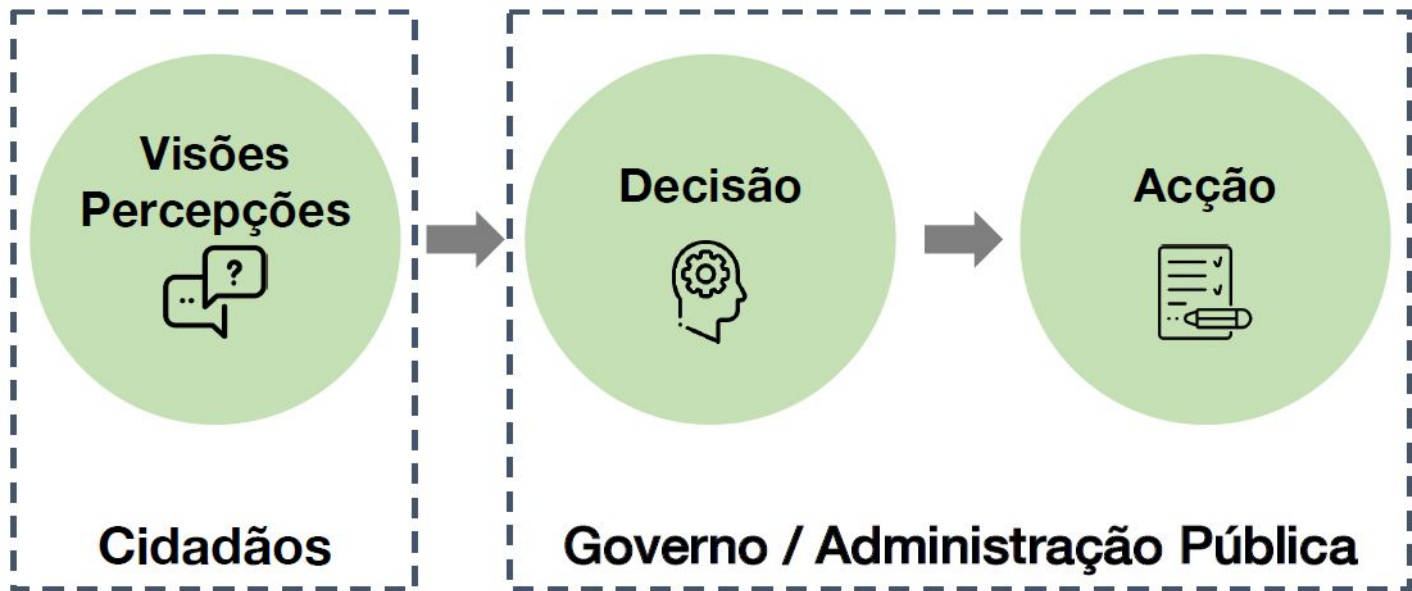 Visões
Percepções
?
Decisão
Acção
Cidadãos
Governo / Administração Pública